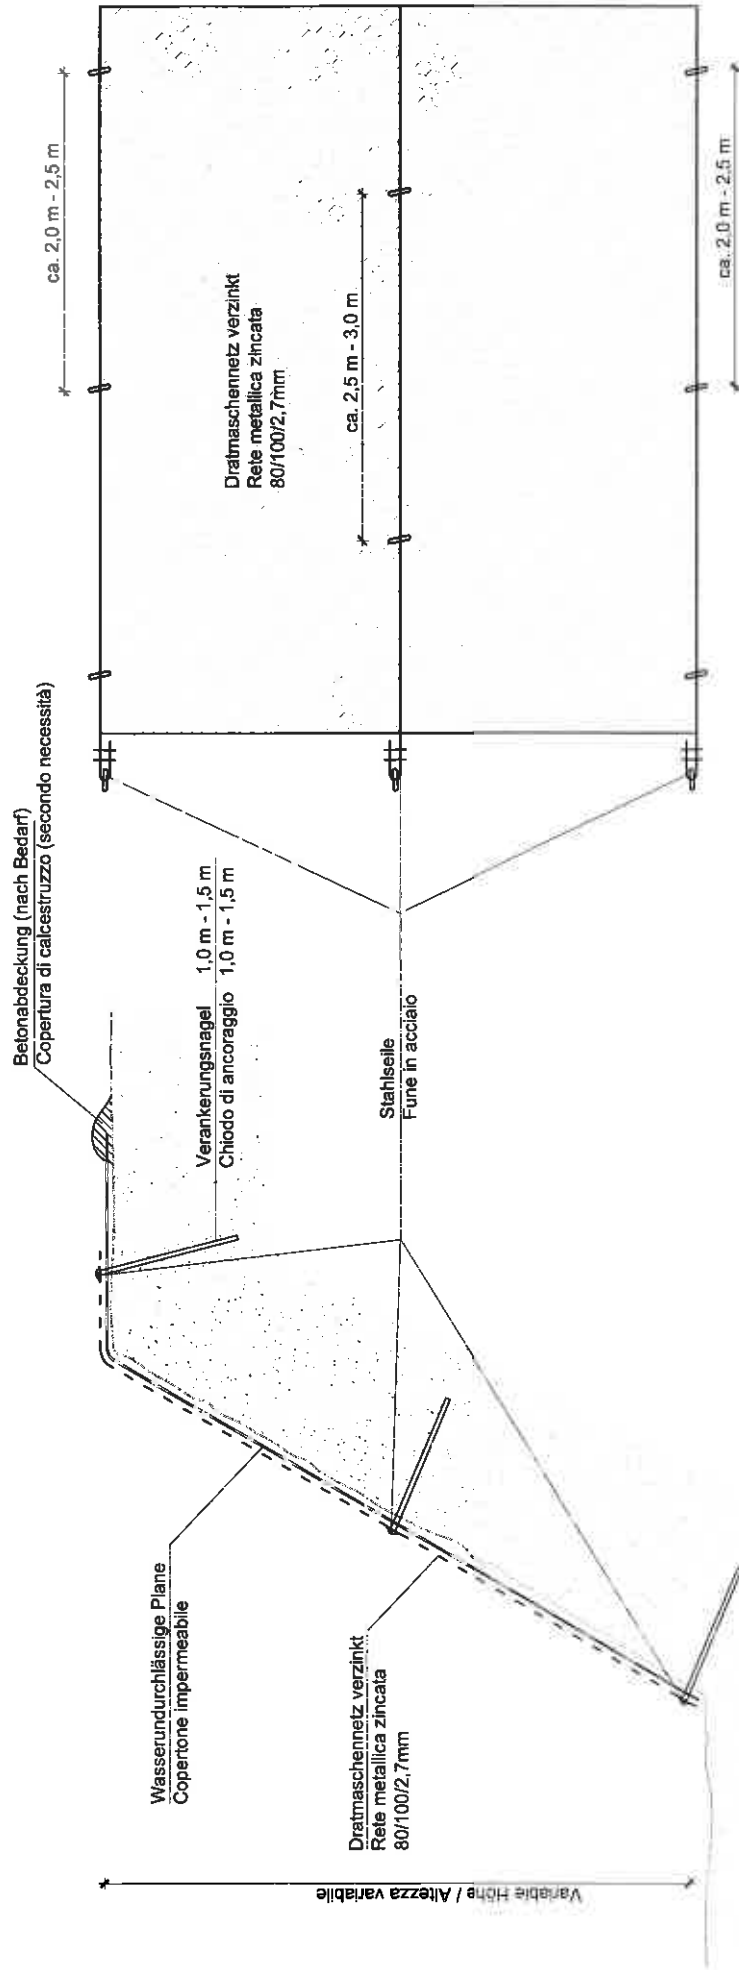 Betonabdeckung (nach Bedarf)
Copertura di calcestruzzo (secondo necessità)
ca. 2,0 m - 2,5 m
Wasserundurchlässige Plane
Copertone impermeabile
Verankerungsnagel 1,0 m - 1,5 m
Chiodo di ancoraggio 1,0 m - 1,5 m
Dratmaschennetz verzinkt
Rete metallica zincata
80/100/2,7mm
ca. 2,5 m - 3,0 m
Dratmaschennetz verzinkt
Rete metallica zincata
80/100/2,7mm
Stahlseile
Fune in acciaio
Variable Höhe / Altezza variabile
ca. 2,0 m - 2,5 m